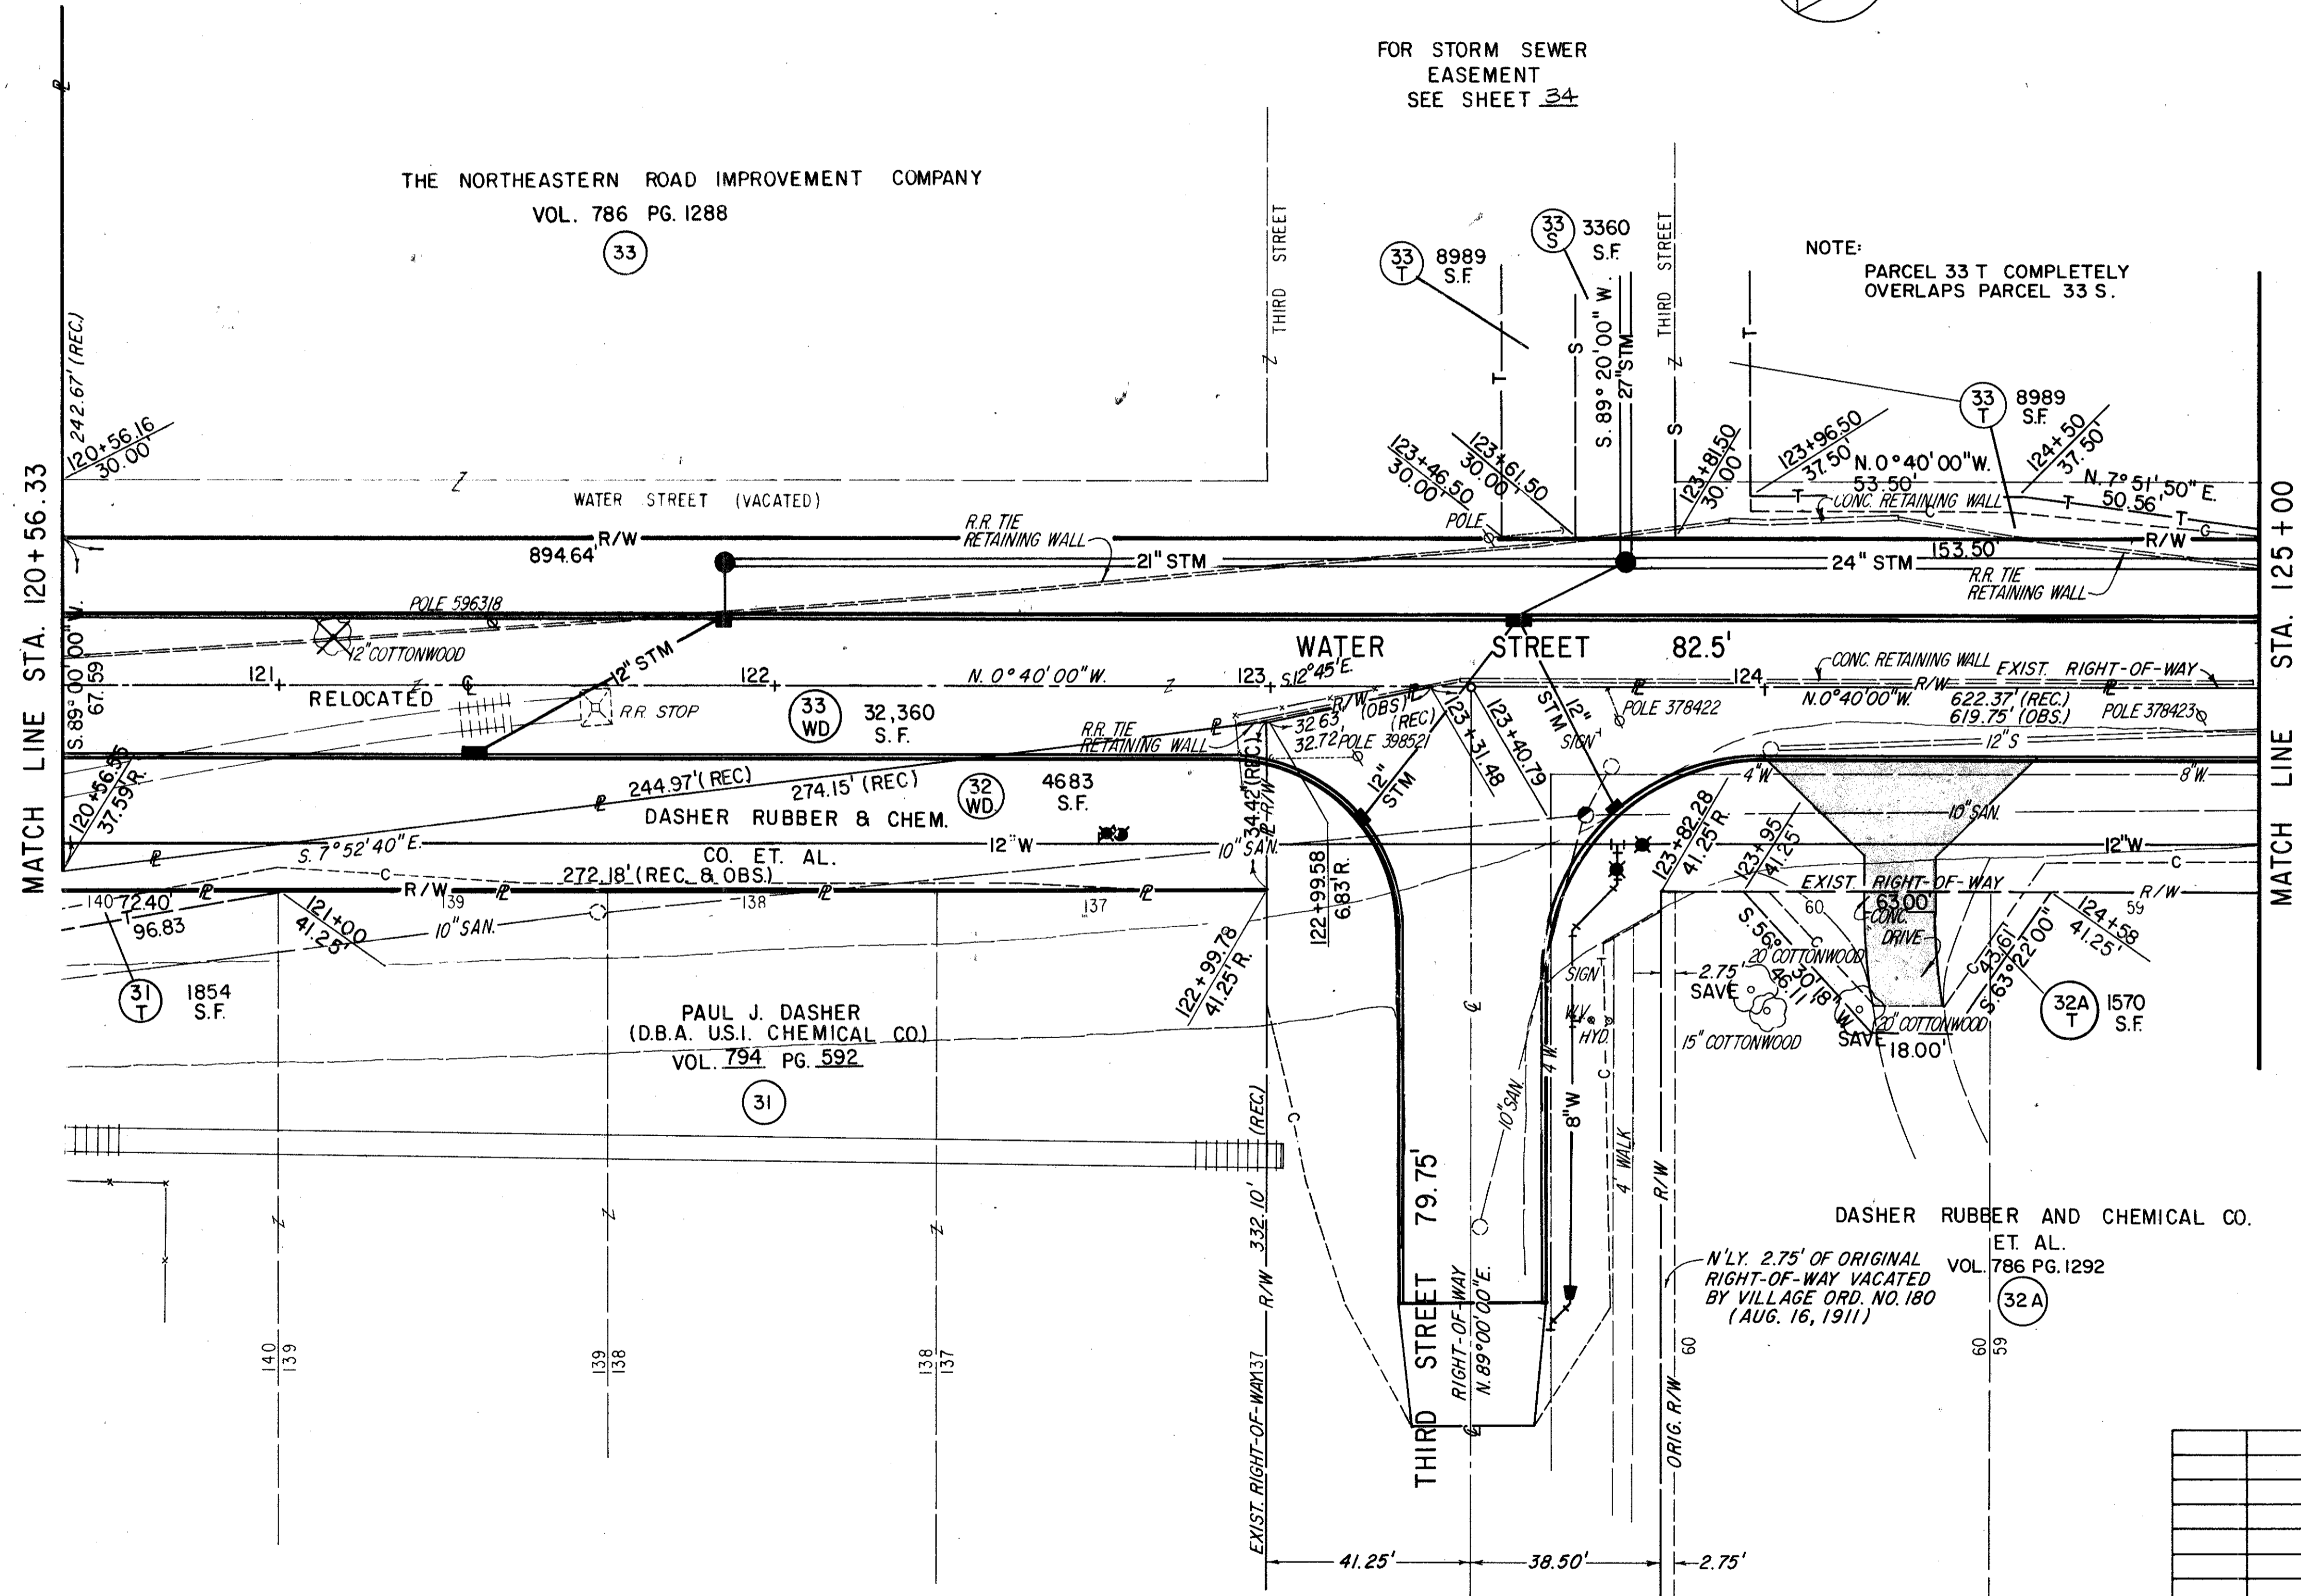 FOR STORM SEWER
EASEMENT
SEE SHEET 34
THE NORTHEASTERN ROAD IMPROVEMENT COMPANY
VOL. 786 PG. 1288
33
THIRD STREET
THIRD STREET
33
T
8989
S.F.
33
S
3360
S.F.
NOTE:
PARCEL 33 T COMPLETELY
OVERLAPS PARCEL 33 S.
S. 89° 20' 00" W.
27" STM
33
T
8989
S.F.
242.67' (REC.)
120+56.16
30.00'
WATER STREET (VACATED)
123+46.50
30.00'
123+61.50
30.00'
123+81.50
30.00'
123+96.50
37.50'
N. 0° 40' 00" W.
53.50'
124+50
37.50'
N. 7° 51' 50" E.
50.56'
CONC. RETAINING WALL
POLE
R.R. TIE
RETAINING WALL
R/W
894.64'
21" STM
24" STM
153.50'
R/W
R.R. TIE
RETAINING WALL
MATCH LINE STA. 120+56.33
MATCH LINE STA. 125+00
POLE 596318
12" COTTONWOOD
12" STM
WATER STREET 82.5'
S. 89° 00' 00" W.
67.59
121
122
N. 0° 40' 00" W.
123
S. 12° 45' E.
124
CONC. RETAINING WALL
EXIST. RIGHT-OF-WAY
R/W
RELOCATED
R.R. STOP
33
WD
32,360
S. F.
R/W (OBS)
32.63'
(REC)
32.72'
POLE 398521
R.R. TIE
RETAINING WALL
123+31.48
123+40.79
12"
STM
12"
STM
SIGN
POLE 378422
N. 0° 40' 00" W.
622.37' (REC.)
619.75' (OBS.)
POLE 378423
12" S
4" W
8" W.
120+56.55
37.59' R.
244.97' (REC)
274.15' (REC)
32
WD.
4683
S.F.
DASHER RUBBER & CHEM.
CO. ET. AL.
34.42' (REC)
R/W
S. 7° 52' 40" E.
12" W
10" SAN.
10" SAN.
12" W
272.18' (REC. & OBS.)
R/W
122+99.58
6.83' R.
123+82.28
41.25' R.
123+95
41.25
EXIST. RIGHT-OF-WAY
R/W
63.00'
CONC.
DRIVE
140
72.40'
T
96.83
139
138
137
60
59
121+00
41.25'
10" SAN.
122+99.78
41.25' R.
124+58
41.25'
31
T
1854
S.F.
S. 56° 30' 18" W
46.11'
43.61'
S. 63° 22' 00"
20" COTTONWOOD
2.75'
SAVE
15" COTTONWOOD
20" COTTONWOOD
SAVE
18.00'
32A
T
1570
S.F.
SIGN
W.V.
HYD.
PAUL J. DASHER
(D.B.A. U.S.I. CHEMICAL CO.)
VOL. 794 PG. 592
31
10" SAN.
4" W.
8" W
4' WALK
R/W
332.10' (REC)
R/W
EXIST. RIGHT-OF-WAY
137
THIRD STREET 79.75'
RIGHT-OF-WAY
N. 89° 00' 00" E.
ORIG. R/W
N'LY. 2.75' OF ORIGINAL
RIGHT-OF-WAY VACATED
BY VILLAGE ORD. NO. 180
(AUG. 16, 1911)
DASHER RUBBER AND CHEMICAL CO.
ET. AL.
VOL. 786 PG. 1292
32A
140
139
139
138
138
137
60
60
59
41.25'
38.50'
2.75'